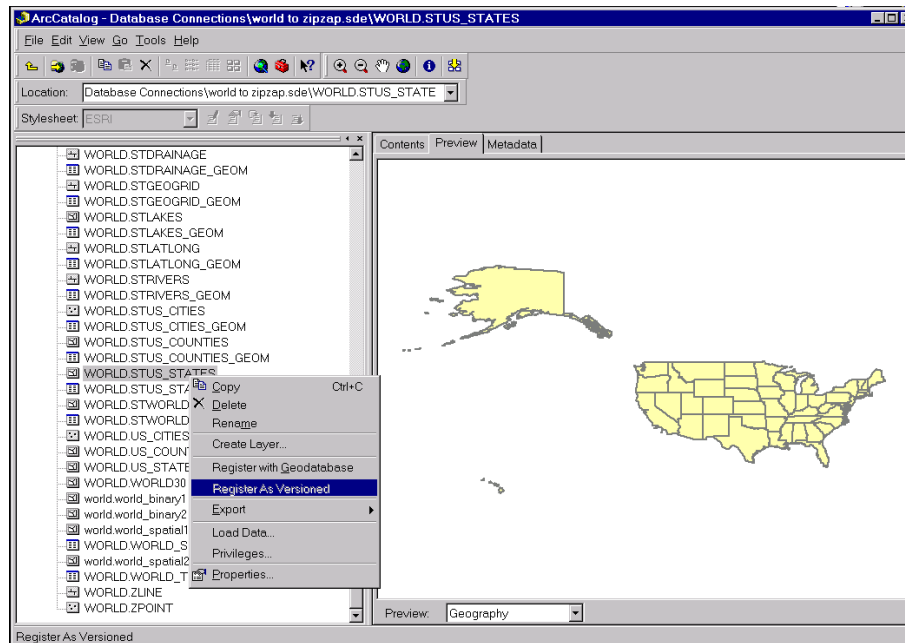 ArcCatalog - Database Connections\world to zipzap.sde\WORLD.STUS_STATES
File Edit View Go Tools Help
Location: Database Connections\world to zipzap.sde\WORLD.STUS_STATE
Stylesheet: ESRI
Contents Preview Metadata
WORLD.STDRAINAGE
WORLD.STDRAINAGE_GEOM
WORLD.STGEOGRID
WORLD.STGEOGRID_GEOM
WORLD.STLAKES
WORLD.STLAKES_GEOM
WORLD.STLATLONG
WORLD.STLATLONG_GEOM
WORLD.STRIVERS
WORLD.STRIVERS_GEOM
WORLD.STUS_CITIES
WORLD.STUS_CITIES_GEOM
WORLD.STUS_COUNTIES
WORLD.STUS_COUNTIES_GEOM
WORLD.STUS_STATES
WORLD.STUS_STA
WORLD.STWORLD
WORLD.STWORLD
WORLD.US_CITIES
WORLD.US_COUN
WORLD.US_STATE
WORLD.WORLD30
world.world_binary1
world.world_binary2
world.world_spatial1
WORLD.WORLD_S
world.world_spatial2
WORLD.WORLD_T
WORLD.ZLINE
WORLD.ZPOINT
Copy Ctrl+C
Delete
Rename
Create Layer...
Register with Geodatabase
Register As Versioned
Export
Load Data...
Privileges...
Properties...
Preview: Geography
Register As Versioned